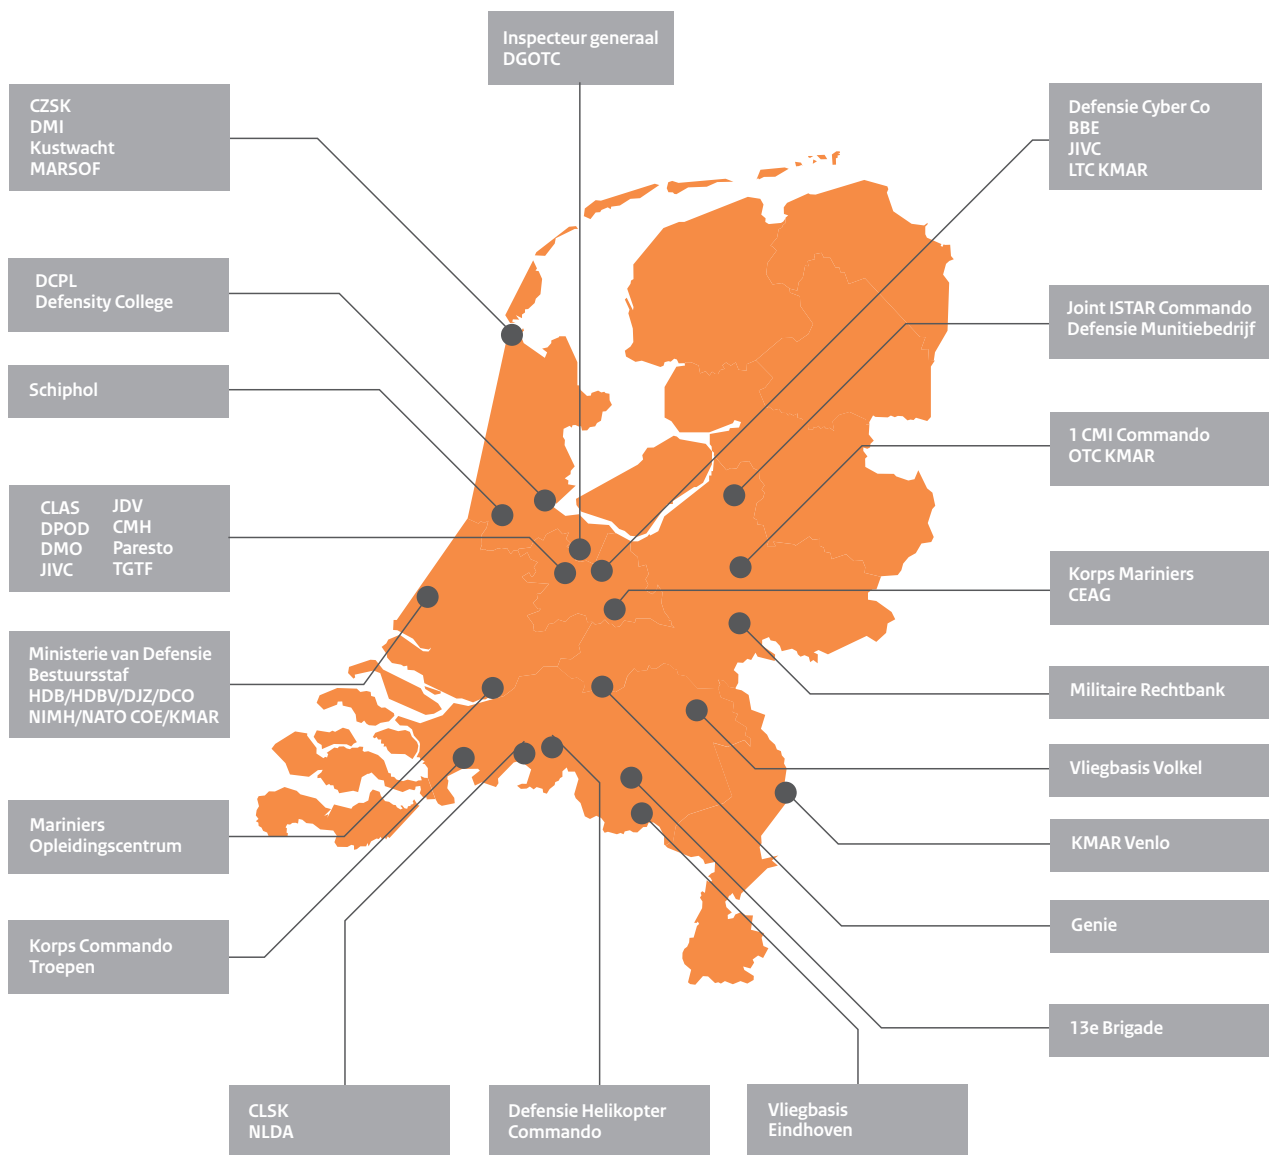 Inspecteur generaal
DGOTC
CZSK
DMI
Kustwacht
MARSOF
Defensie Cyber Co
BBE
JIVC
LTC KMAR
DCPL
Defensity College
Joint ISTAR Commando
Defensie Munitiebedrijf
Schiphol
1 CMI Commando
OTC KMAR
CLAS
DPOD
DMO
JIVC
JDV
CMH
Paresto
TGTF
Korps Mariniers
CEAG
Ministerie van Defensie
Bestuursstaf
HDB/HDBV/DJZ/DCO
NIMH/NATO COE/KMAR
Militaire Rechtbank
Vliegbasis Volkel
Mariniers
Opleidingscentrum
KMAR Venlo
Korps Commando
Troepen
Genie
13e Brigade
CLSK
NLDA
Defensie Helikopter
Commando
Vliegbasis
Eindhoven